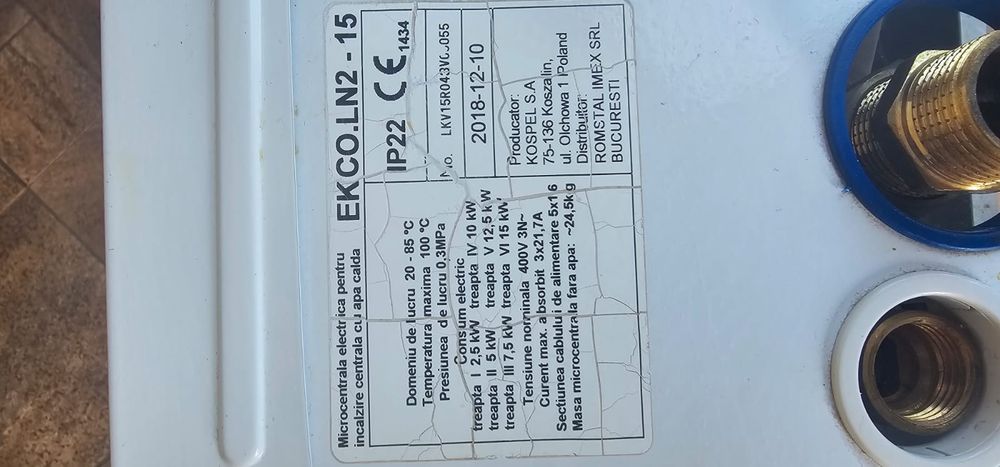 Microcentrala electrica pentru
incalzire centrala cu apa calda
EKCO.LN2 - 15
Domeniu de lucru 20 - 85 ºC
Temperatura maxima 100 ºC
Presiunea de lucru 0,3MPa
Consum electric
treapta I 2,5 kW treapta IV 10 kW
treapta II 5 kW treapta V 12,5 kW
treapta III 7,5 kW treapta VI 15 kW
Tensiune nominala 400V 3N~
Curent max. absorbit 3x21,7A
Sectiunea cablului de alimentare 5x16
Masa microcentrala fara apa: ~24,5kg
IP22 CE 1434
No.
2018-12-10
Producator:
KOSPEL S.A
75-136 Koszalin,
ul. Olchowa 1 Poland
Distribuitor:
ROMSTAL IMEX SRL
BUCURESTI